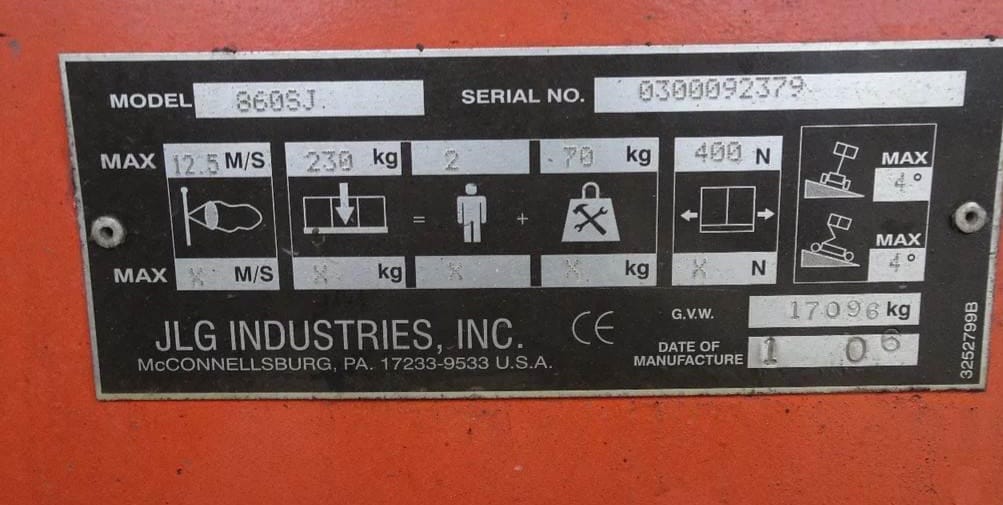 MODEL 860SJ SERIAL NO. 0300092379
MAX 12.5 M/S 230 kg 2 70 kg 400 N MAX 4°
= +
MAX 4°
MAX X M/S X kg X X kg X N
G.V.W. 17096 kg
JLG INDUSTRIES, INC. CE
DATE OF MANUFACTURE 1 06
McCONNELLSBURG, PA. 17233-9533 U.S.A.
3252799B